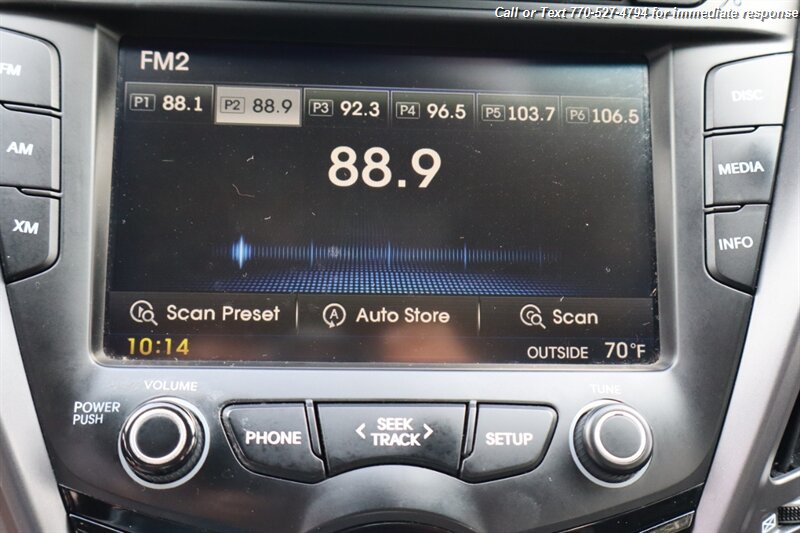 Call or Text 770-527-4794 for immediate response
FM2
P1 88.1 P2 88.9 P3 92.3 P4 96.5 P5 103.7 P6 106.5
88.9
Scan Preset Auto Store Scan
10:14 OUTSIDE 70°F
FM
AM
XM
DISC
MEDIA
INFO
VOLUME
POWER
PUSH
PHONE
< SEEK >
TRACK
SETUP
TUNE